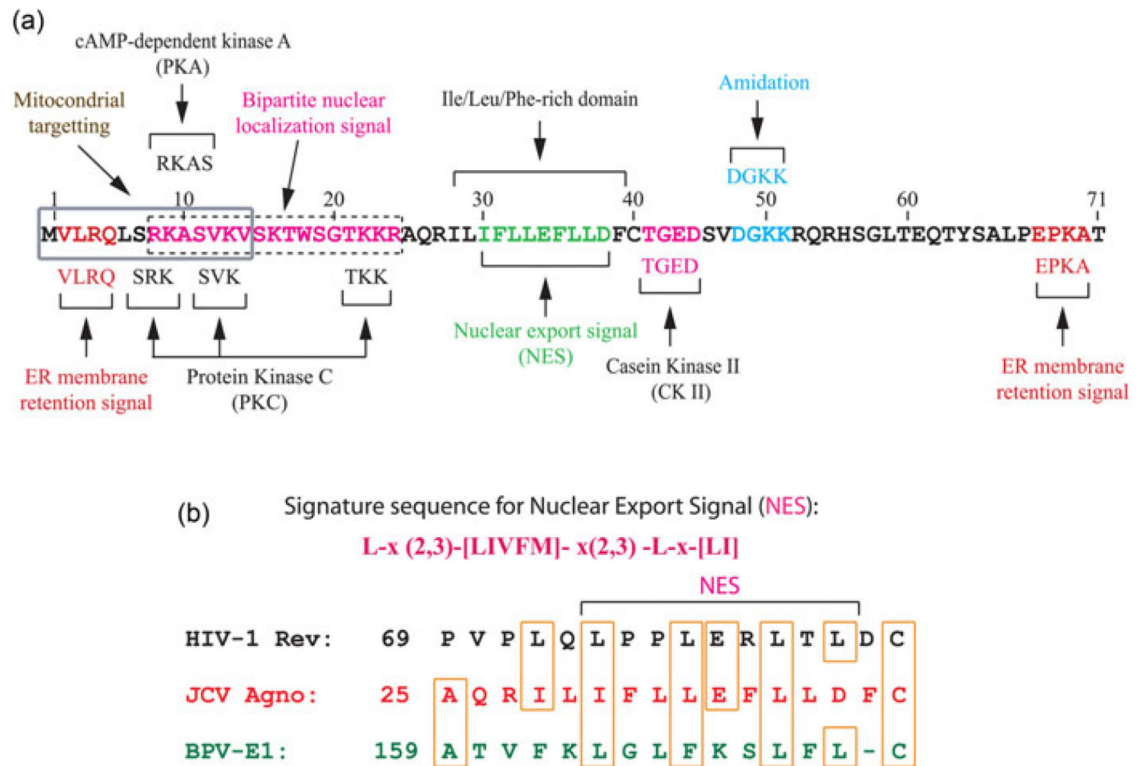 (a)
cAMP-dependent kinase A
(PKA)
Mitocondrial
targetting
Bipartite nuclear
localization signal
Ile/Leu/Phe-rich domain
Amidation
RKAS
DGKK
1 10 20 30 40 50 60 71
MVLRQLSRKASVKVSKTWSGTKKRAQRILIFLLEFLLDFCTGEDSVDGKKRQRHSGLTEQTYSALPEPKAT
VLRQ SRK SVK TKK TGED EPKA
ER membrane
retention signal
Protein Kinase C
(PKC)
Nuclear export signal
(NES)
Casein Kinase II
(CK II)
ER membrane
retention signal
(b) Signature sequence for Nuclear Export Signal (NES):
L-x (2,3)-[LIVFM]- x(2,3) -L-x-[LI]
NES
HIV-1 Rev: 69 P V P L Q L P P L E R L T L D C
JCV Agno: 25 A Q R I L I F L L E F L L D F C
BPV-E1: 159 A T V F K L G L F K S L F L - C